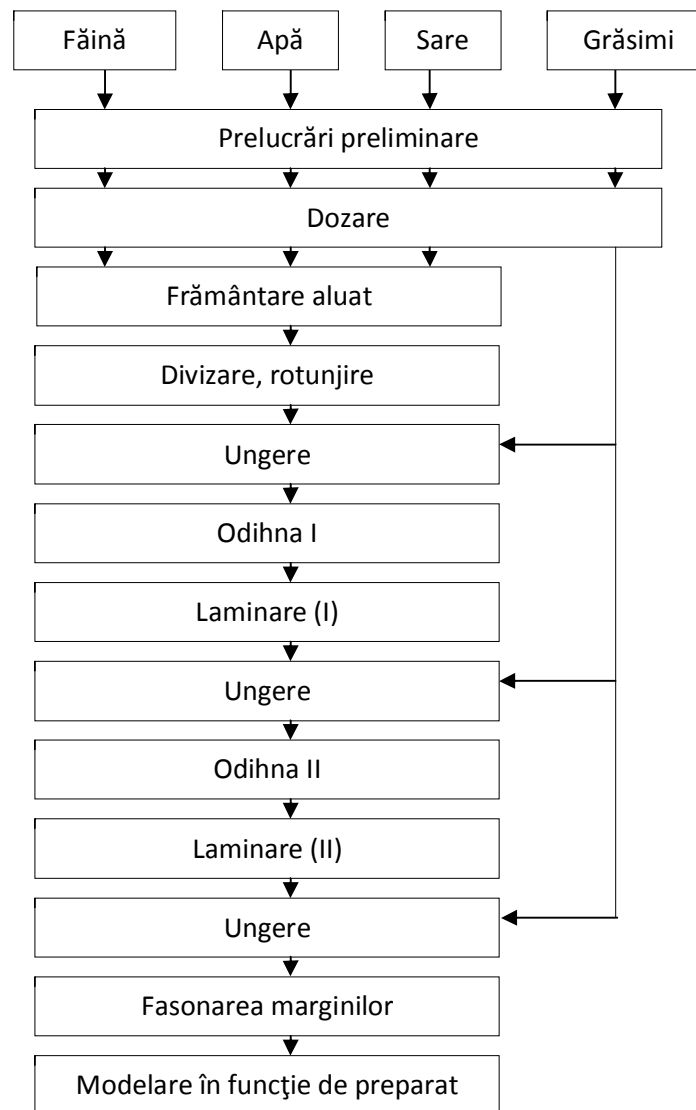 Făină Apă Sare Grăsimi
Prelucrări preliminare
Dozare
Frământare aluat
Divizare, rotunjire
Ungere
Odihna I
Laminare (I)
Ungere
Odihna II
Laminare (II)
Ungere
Fasonarea marginilor
Modelare în funcţie de preparat